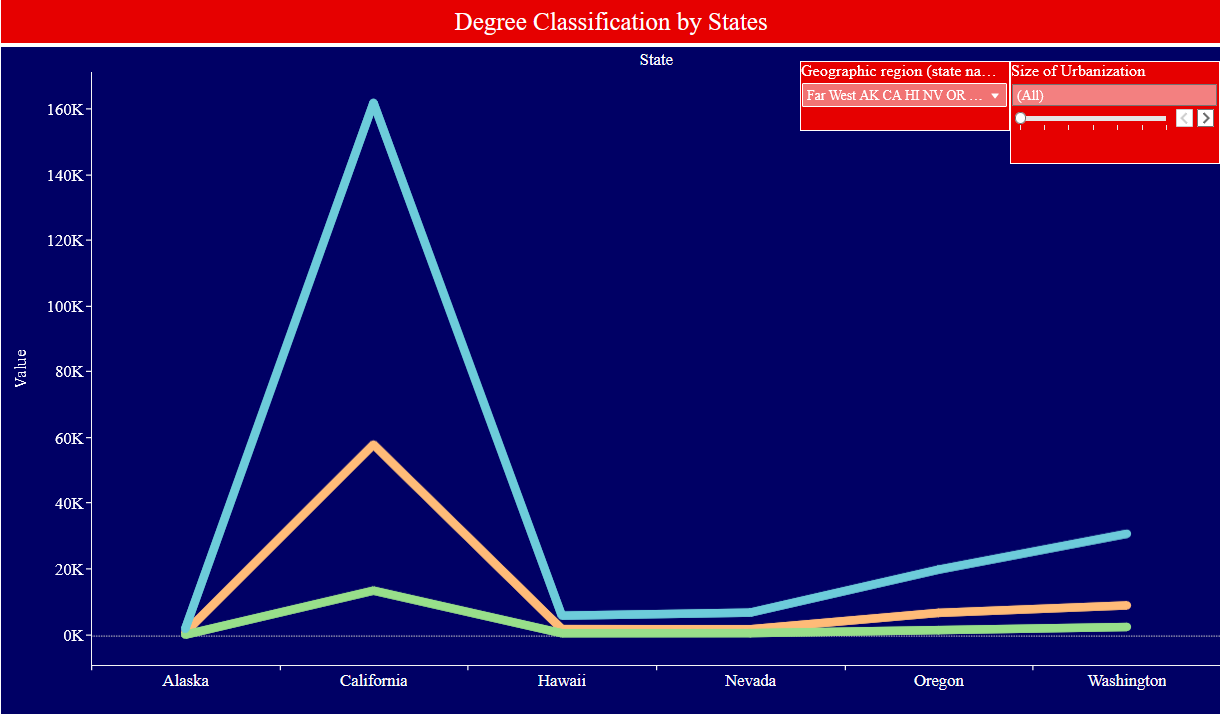 Degree Classification by States
State
Geographic region (state na…
Size of Urbanization
Far West AK CA HI NV OR …
(All)
160K
140K
120K
100K
80K
60K
40K
20K
0K
Value
Alaska
California
Hawaii
Nevada
Oregon
Washington